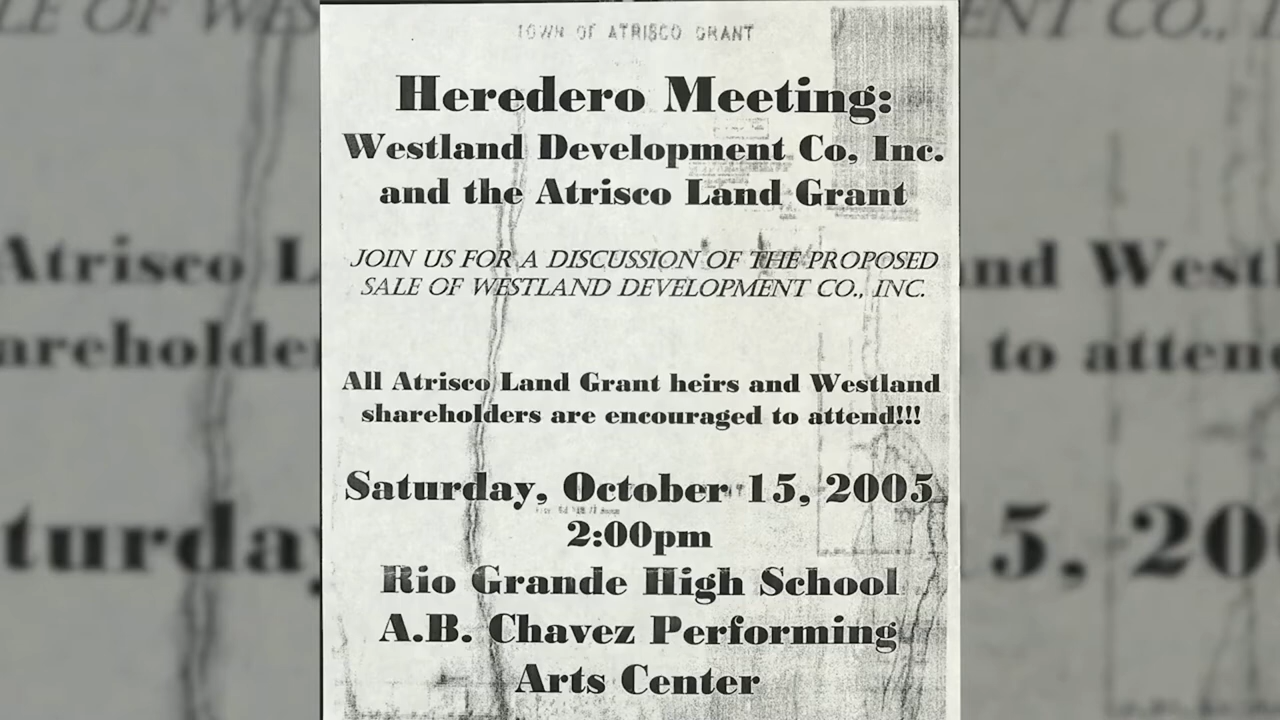 TOWN OF ATRISCO GRANT
Heredero Meeting:
Westland Development Co, Inc.
and the Atrisco Land Grant
JOIN US FOR A DISCUSSION OF THE PROPOSED
SALE OF WESTLAND DEVELOPMENT CO., INC.
All Atrisco Land Grant heirs and Westland
shareholders are encouraged to attend!!!
Saturday, October 15, 2005
2:00pm
Rio Grande High School
A.B. Chavez Performing
Arts Center